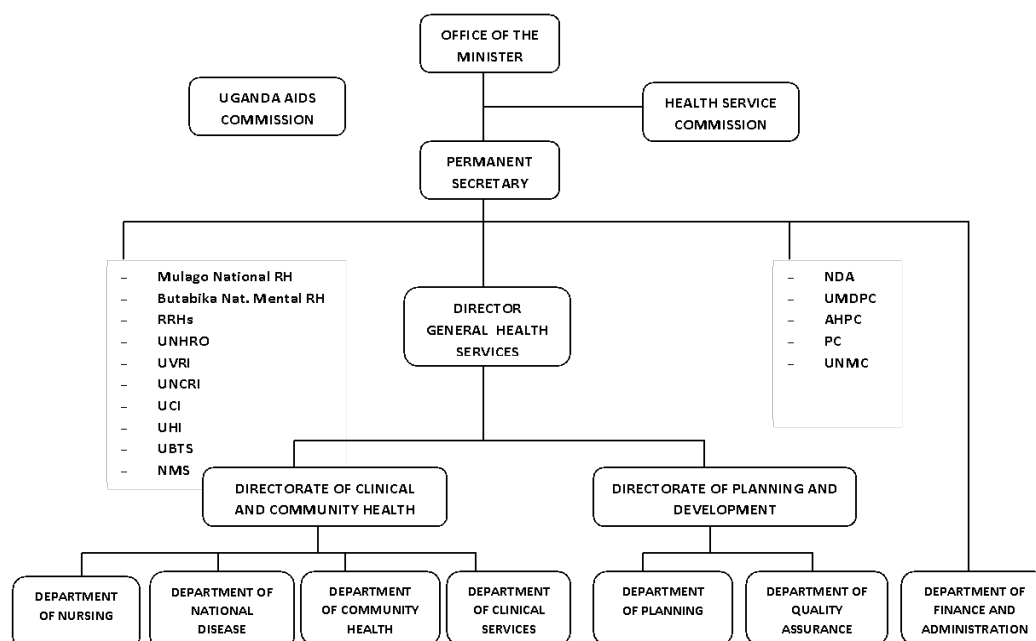 OFFICE OF THE
MINISTER
UGANDA AIDS
COMMISSION
HEALTH SERVICE
COMMISSION
PERMANENT
SECRETARY
– Mulago National RH
– Butabika Nat. Mental RH
– RRHs
– UNHRO
– UVRI
– UNCRI
– UCI
– UHI
– UBTS
– NMS
DIRECTOR
GENERAL HEALTH
SERVICES
– NDA
– UMDPC
– AHPC
– PC
– UNMC
DIRECTORATE OF CLINICAL
AND COMMUNITY HEALTH
DIRECTORATE OF PLANNING AND
DEVELOPMENT
DEPARTMENT
OF NURSING
DEPARTMENT OF
NATIONAL
DISEASE
DEPARTMENT
OF COMMUNITY
HEALTH
DEPARTMENT
OF CLINICAL
SERVICES
DEPARTMENT
OF PLANNING
DEPARTMENT OF
QUALITY
ASSURANCE
DEPARTMENT OF
FINANCE AND
ADMINISTRATION